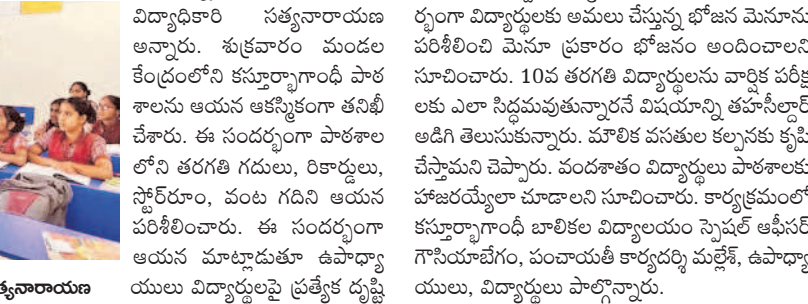 విద్యాధికారి సత్యనారాయణ
అన్నారు. శుక్రవారం మండల
కేంద్రంలోని కస్తూర్బాగాంధీ పాఠ
శాలను ఆయన ఆకస్మికంగా తనిఖీ
చేశారు. ఈ సందర్భంగా పాఠశాల
లోని తరగతి గదులు, రికార్డులు,
స్టోర్‌రూం, వంట గదిని ఆయన
పరిశీలించారు. ఈ సందర్భంగా
ఆయన మాట్లాడుతూ ఉపాధ్యా
యులు విద్యార్థులపై ప్రత్యేక దృష్టి
ర్భంగా విద్యార్థులకు అమలు చేస్తున్న భోజన మెనూను
పరిశీలించి మెనూ ప్రకారం భోజనం అందించాలని
సూచించారు. 10వ తరగతి విద్యార్థులను వార్షిక పరీక్ష
లకు ఎలా సిద్ధమవుతున్నారనే విషయాన్ని తహసీల్దార్
అడిగి తెలుసుకున్నారు. మౌలిక వసతుల కల్పనకు కృషి
చేస్తామని చెప్పారు. వందశాతం విద్యార్థులు పాఠశాలకు
హాజరయ్యేలా చూడాలని సూచించారు. కార్యక్రమంలో
కస్తూర్బాగాంధీ బాలికల విద్యాలయం స్పెషల్ ఆఫీసర్
గౌసియాబేగం, పంచాయతీ కార్యదర్శి మల్లేశ్, ఉపాధ్యా
యులు, విద్యార్థులు పాల్గొన్నారు.
త్యనారాయణ